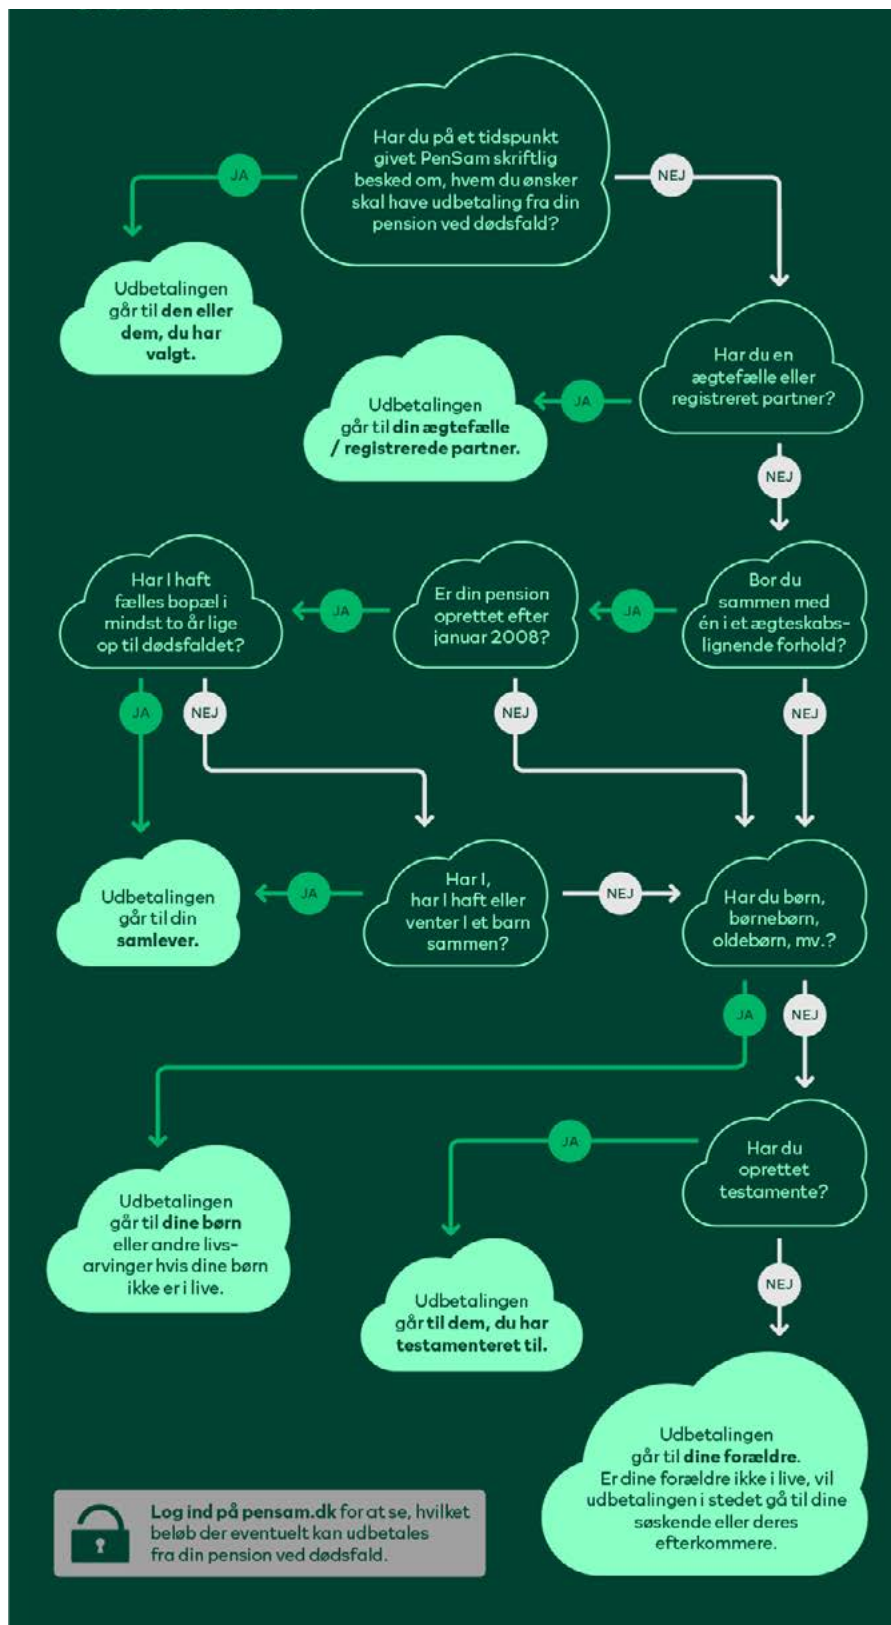 Har du på et tidspunkt
givet PenSam skriftlig
besked om, hvem du ønsker
skal have udbetaling fra din
pension ved dødsfald?
JA
NEJ
Udbetalingen
går til den eller
dem, du har
valgt.
Har du en
ægtefælle eller
registreret partner?
JA
Udbetalingen
går til din ægtefælle
/ registrerede partner.
NEJ
Bor du
sammen med
én i et ægteskabs-
lignende forhold?
JA
Er din pension
oprettet efter
januar 2008?
JA
Har I haft
fælles bopæl i
mindst to år lige
op til dødsfaldet?
JA
NEJ
NEJ
NEJ
Udbetalingen
går til din
samlever.
JA
Har I,
har I haft eller
venter I et barn
sammen?
NEJ
Har du børn,
børnebørn,
oldebørn, mv.?
JA
NEJ
Udbetalingen
går til dine børn
eller andre livs-
arvinger hvis dine børn
ikke er i live.
JA
Har du
oprettet
testamente?
Udbetalingen
går til dem, du har
testamenteret til.
NEJ
Udbetalingen
går til dine forældre.
Er dine forældre ikke i live, vil
udbetalingen i stedet gå til dine
søskende eller deres
efterkommere.
Log ind på pensam.dk for at se, hvilket
beløb der eventuelt kan udbetales
fra din pension ved dødsfald.